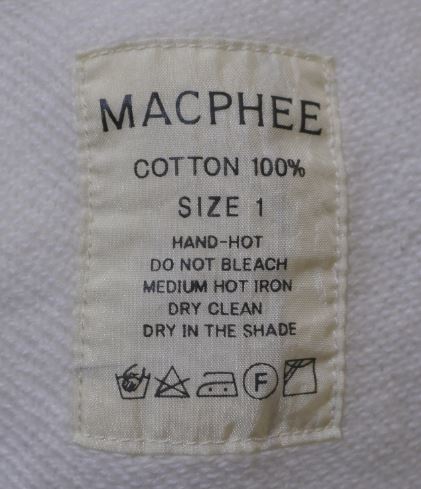 MACPHEE
COTTON 100%
SIZE 1
HAND-HOT
DO NOT BLEACH
MEDIUM HOT IRON
DRY CLEAN
DRY IN THE SHADE
F